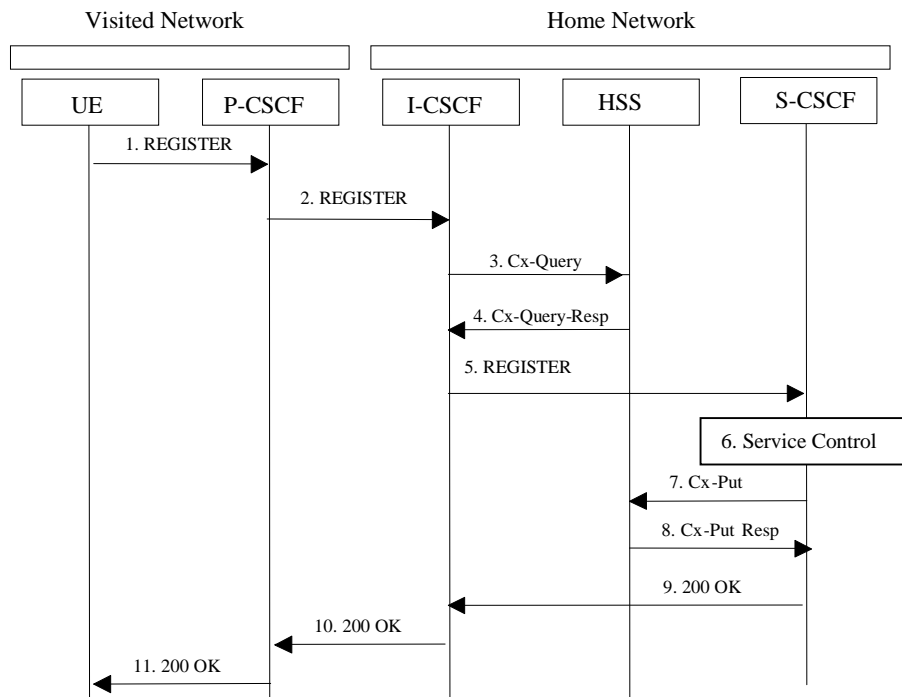 Visited Network
Home Network
UE
P-CSCF
I-CSCF
HSS
S-CSCF
1. REGISTER
2. REGISTER
3. Cx-Query
4. Cx-Query-Resp
5. REGISTER
6. Service Control
7. Cx-Put
8. Cx-Put Resp
9. 200 OK
10. 200 OK
11. 200 OK